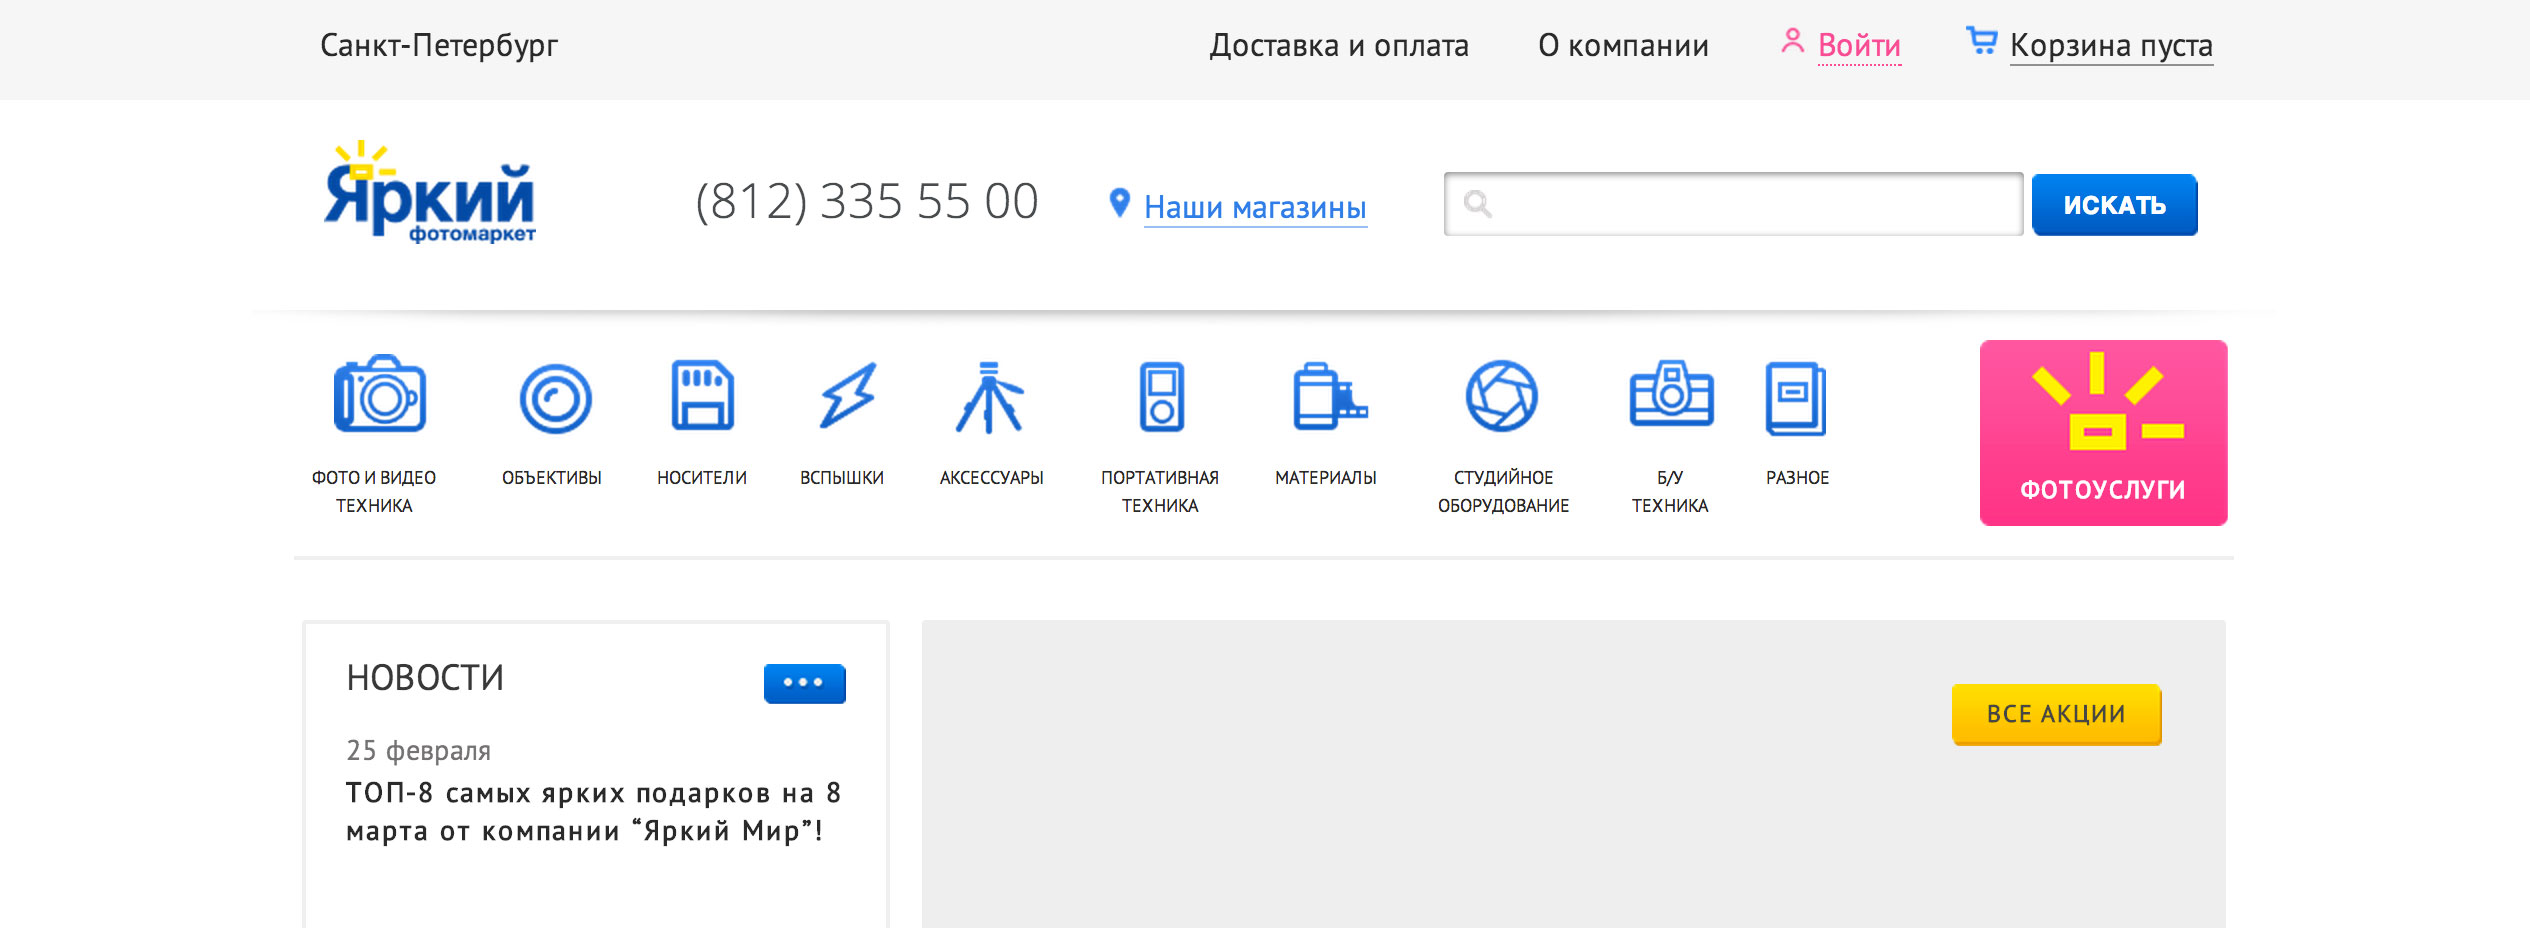 Санкт-Петербург
Доставка и оплата
О компании
Войти
Корзина пуста
Яркий
фотомаркет
(812) 335 55 00
Наши магазины
ИСКАТЬ
ФОТО И ВИДЕО
ТЕХНИКА
ОБЪЕКТИВЫ
НОСИТЕЛИ
ВСПЫШКИ
АКСЕССУАРЫ
ПОРТАТИВНАЯ
ТЕХНИКА
МАТЕРИАЛЫ
СТУДИЙНОЕ
ОБОРУДОВАНИЕ
Б/У
ТЕХНИКА
РАЗНОЕ
ФОТОУСЛУГИ
НОВОСТИ
ВСЕ АКЦИИ
25 февраля
ТОП-8 самых ярких подарков на 8
марта от компании “Яркий Мир”!